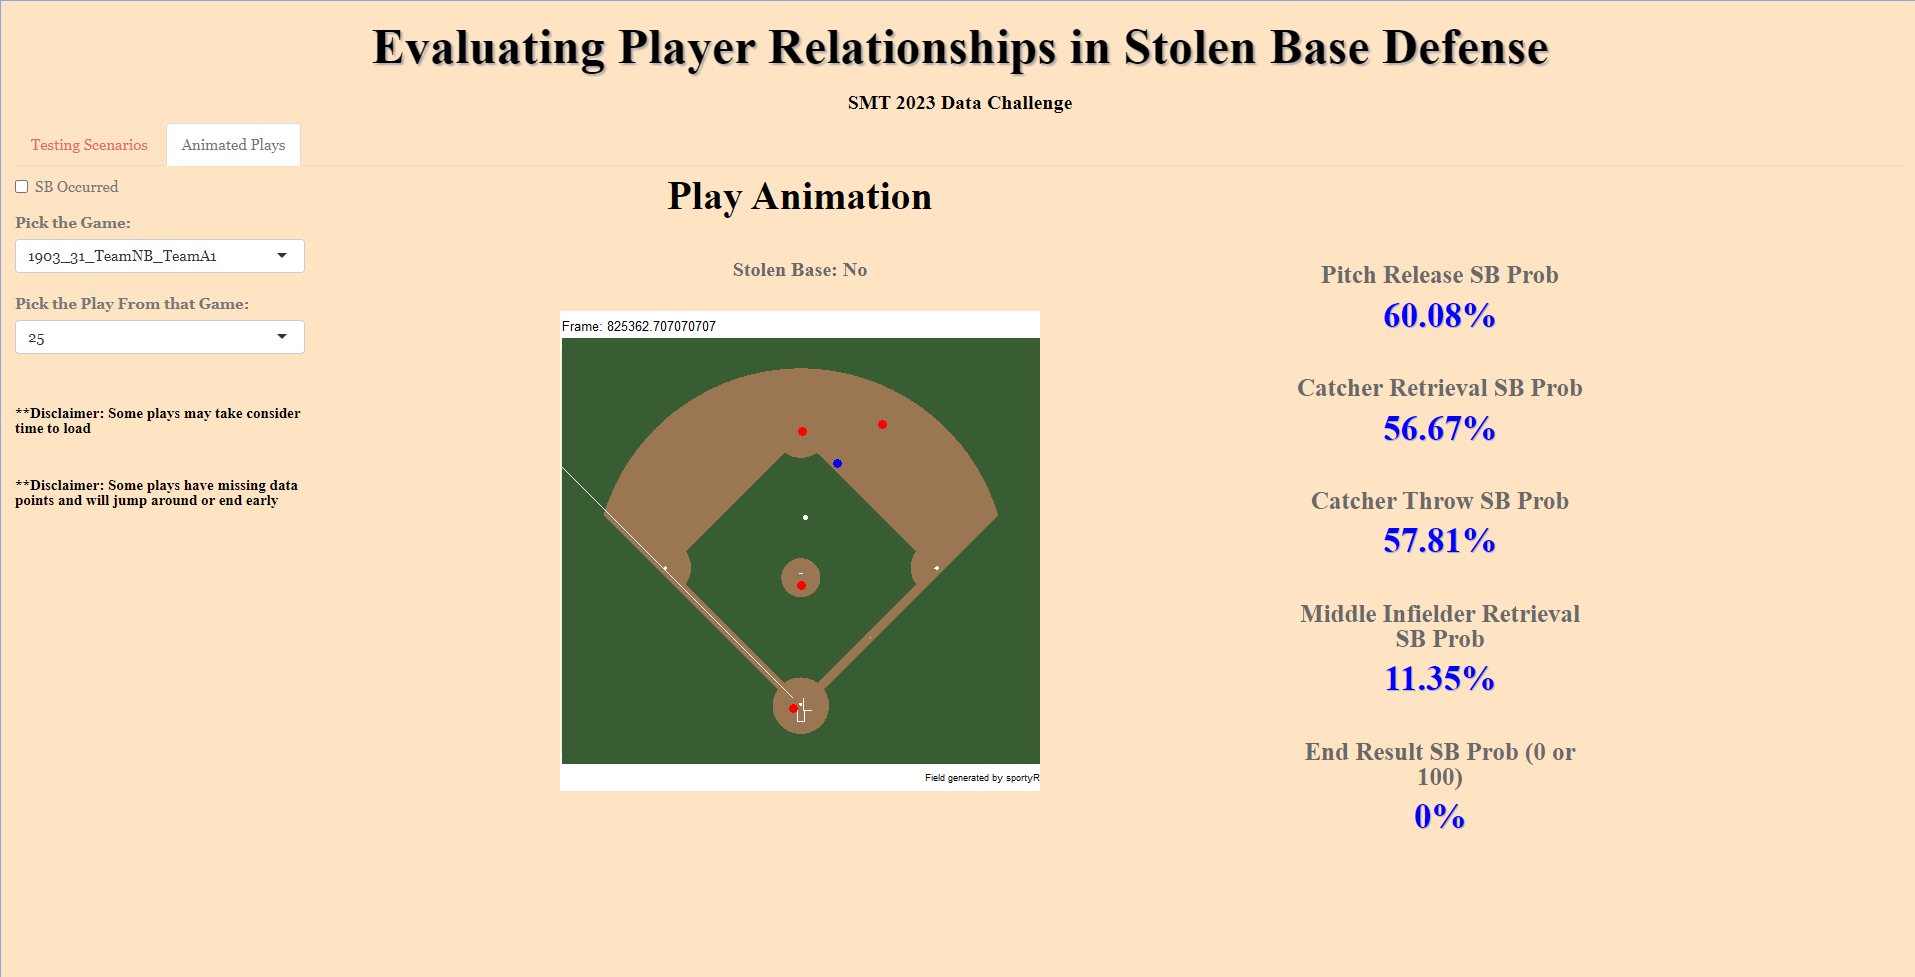 Evaluating Player Relationships in Stolen Base Defense
SMT 2023 Data Challenge
Testing Scenarios
Animated Plays
SB Occurred
Pick the Game:
1903_31_TeamNB_TeamA1
Pick the Play From that Game:
25
**Disclaimer: Some plays may take consider
time to load
**Disclaimer: Some plays have missing data
points and will jump around or end early
Play Animation
Stolen Base: No
Frame: 825362.707070707
Field generated by sportyR
Pitch Release SB Prob
60.08%
Catcher Retrieval SB Prob
56.67%
Catcher Throw SB Prob
57.81%
Middle Infielder Retrieval
SB Prob
11.35%
End Result SB Prob (0 or
100)
0%